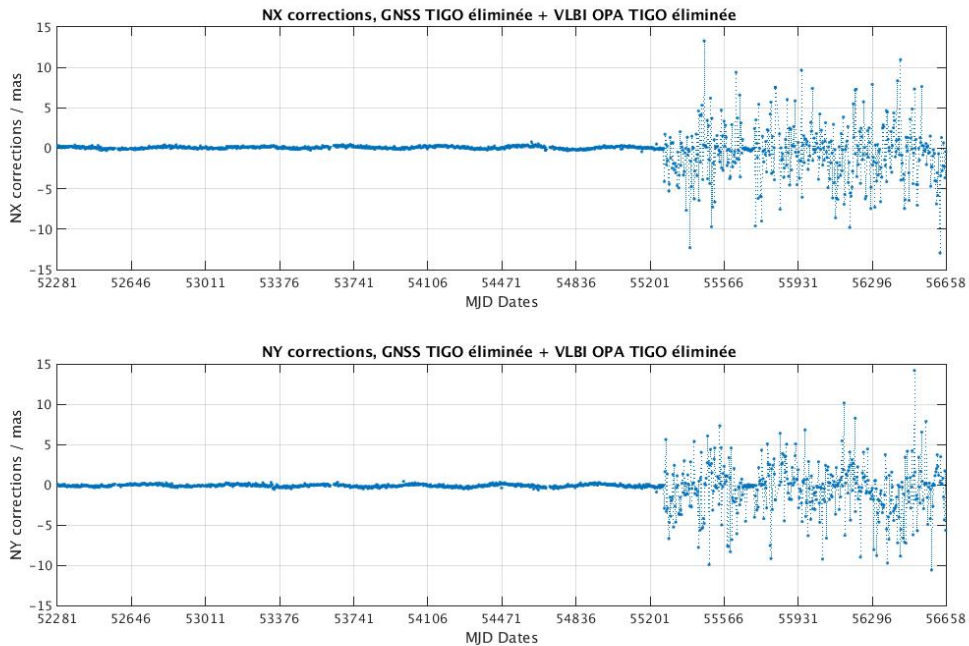 NX corrections, GNSS TIGO éliminée + VLBI OPA TIGO éliminée
NX corrections / mas
15
10
5
0
−5
−10
−15
52281 52646 53011 53376 53741 54106 54471 54836 55201 55566 55931 56296 56658
MJD Dates
NY corrections, GNSS TIGO éliminée + VLBI OPA TIGO éliminée
NY corrections / mas
15
10
5
0
−5
−10
−15
52281 52646 53011 53376 53741 54106 54471 54836 55201 55566 55931 56296 56658
MJD Dates